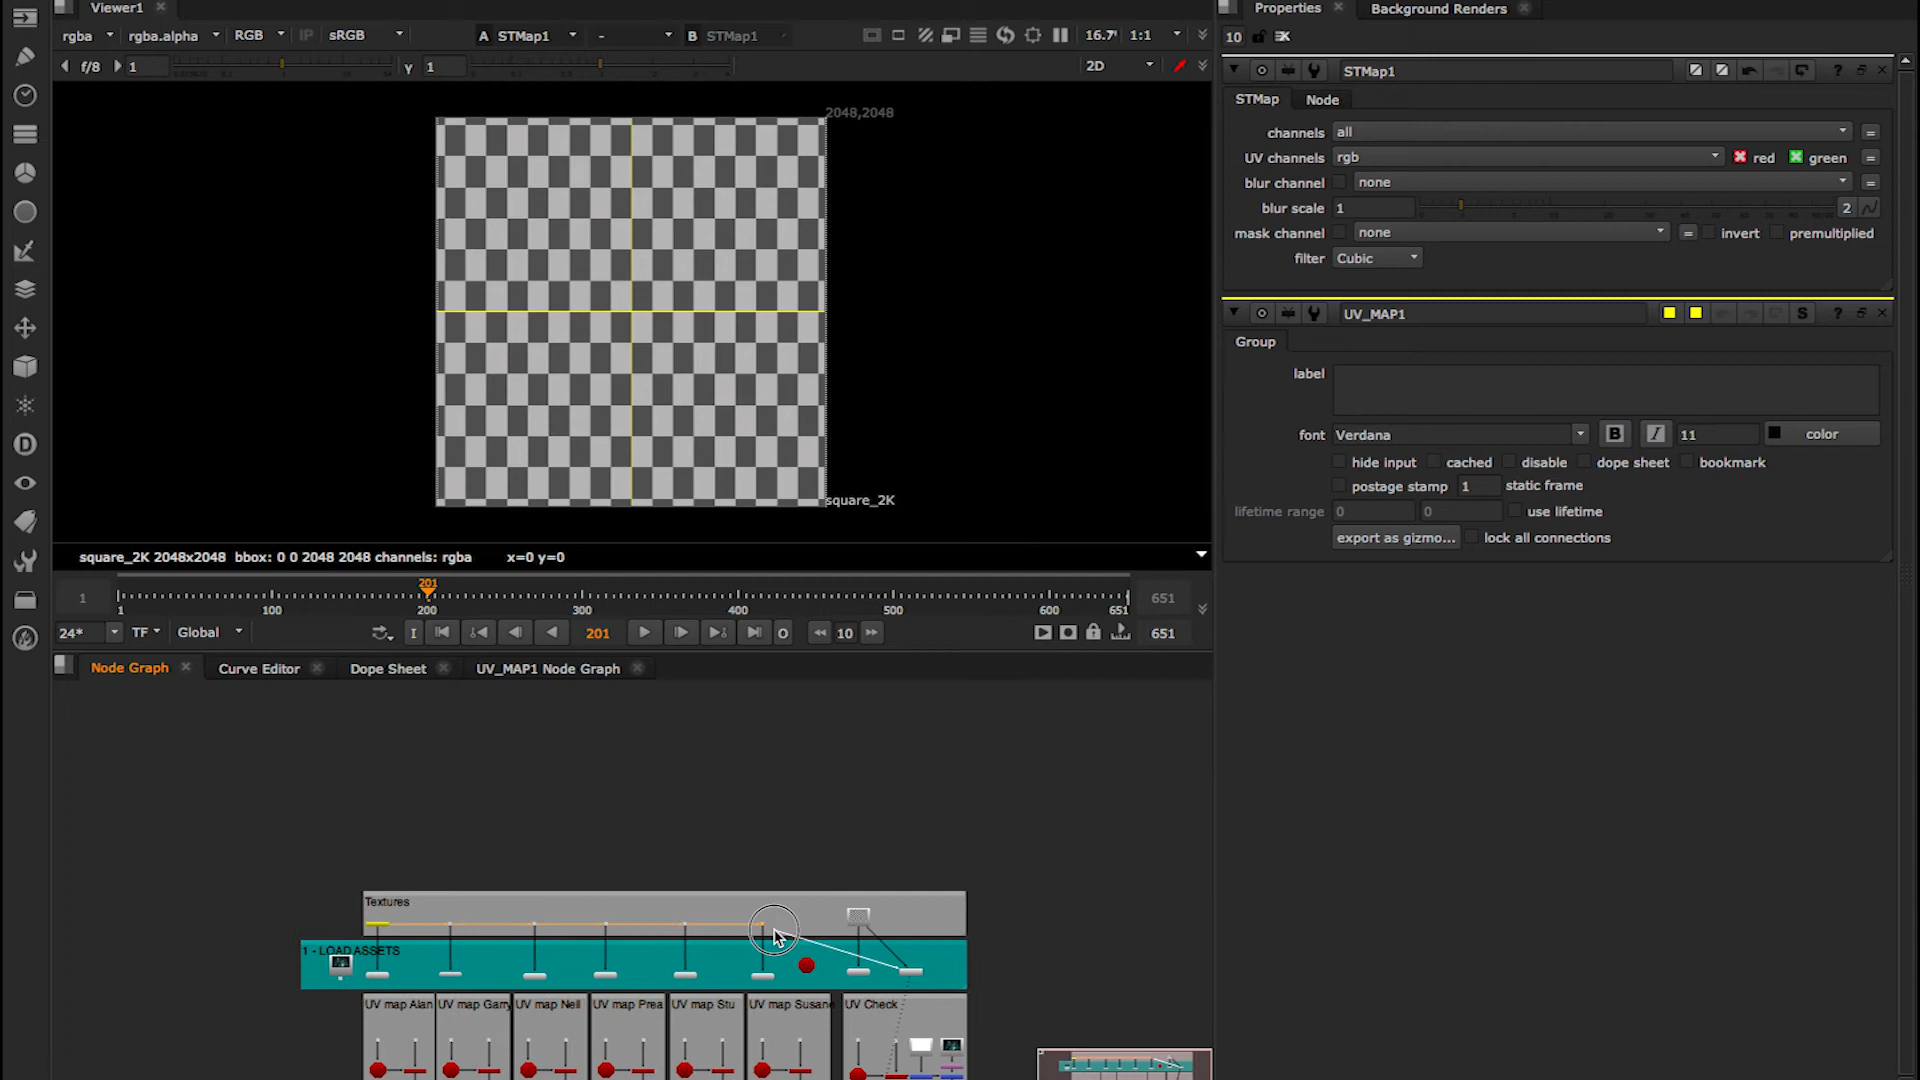 Viewer1
rgba rgba.alpha RGB IP sRGB A STMap1 - B STMap1 16.7 1:1
f/8 1 γ 1 2D
2048,2048
square_2K
square_2K 2048x2048 bbox: 0 0 2048 2048 channels: rgba x=0 y=0
201
1 1 100 200 300 400 500 600 651 651
24* TF Global I 201 O 10 651
Node Graph Curve Editor Dope Sheet UV_MAP1 Node Graph
Textures
1 - LOAD ASSETS
UV map Alan UV map Garry UV map Neil UV map Prea UV map Stu UV map Susane UV Check
Properties Background Renders
10
STMap1 ?
STMap Node
channels all =
UV channels rgb red green =
blur channel none =
blur scale 1 2
mask channel none = invert premultiplied
filter Cubic
UV_MAP1 S ?
Group
label
font Verdana B I 11 color
hide input cached disable dope sheet bookmark
postage stamp 1 static frame
lifetime range 0 0 use lifetime
export as gizmo... lock all connections